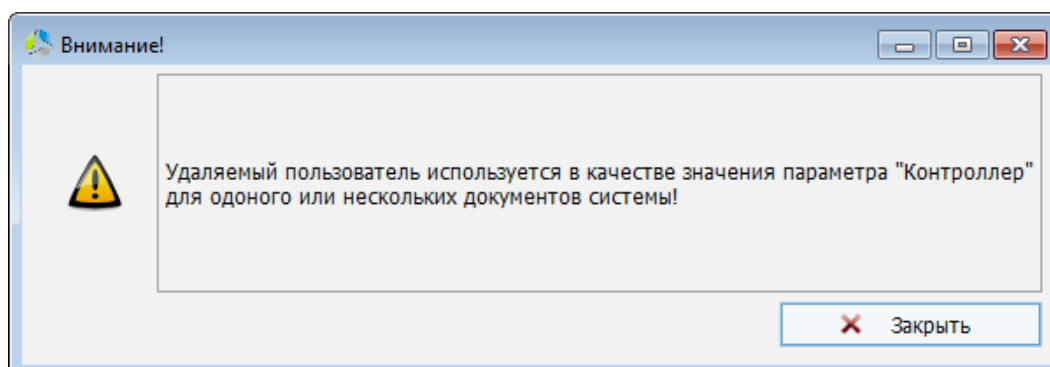 Внимание!
Удаляемый пользователь используется в качестве значения параметра "Контроллер"
для одоного или нескольких документов системы!
Закрыть